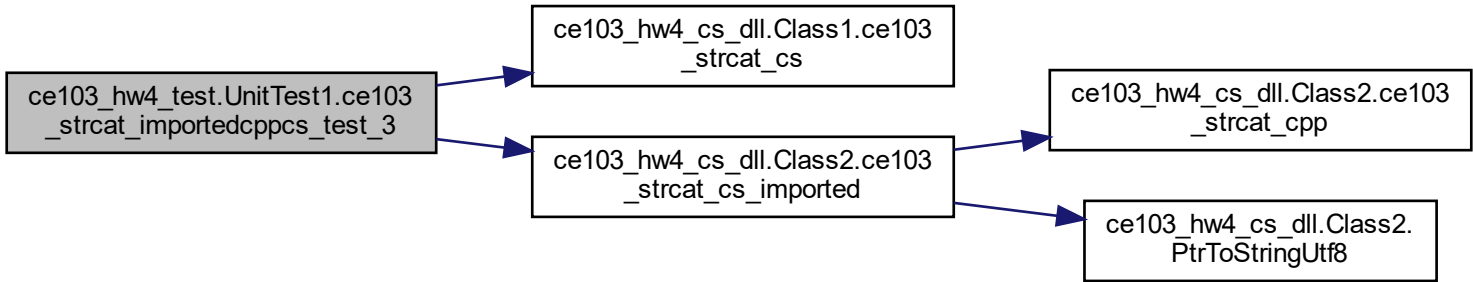 ce103_hw4_test.UnitTest1.ce103
_strcat_importedcppcs_test_3
ce103_hw4_cs_dll.Class1.ce103
_strcat_cs
ce103_hw4_cs_dll.Class2.ce103
_strcat_cs_imported
ce103_hw4_cs_dll.Class2.ce103
_strcat_cpp
ce103_hw4_cs_dll.Class2.
PtrToStringUtf8